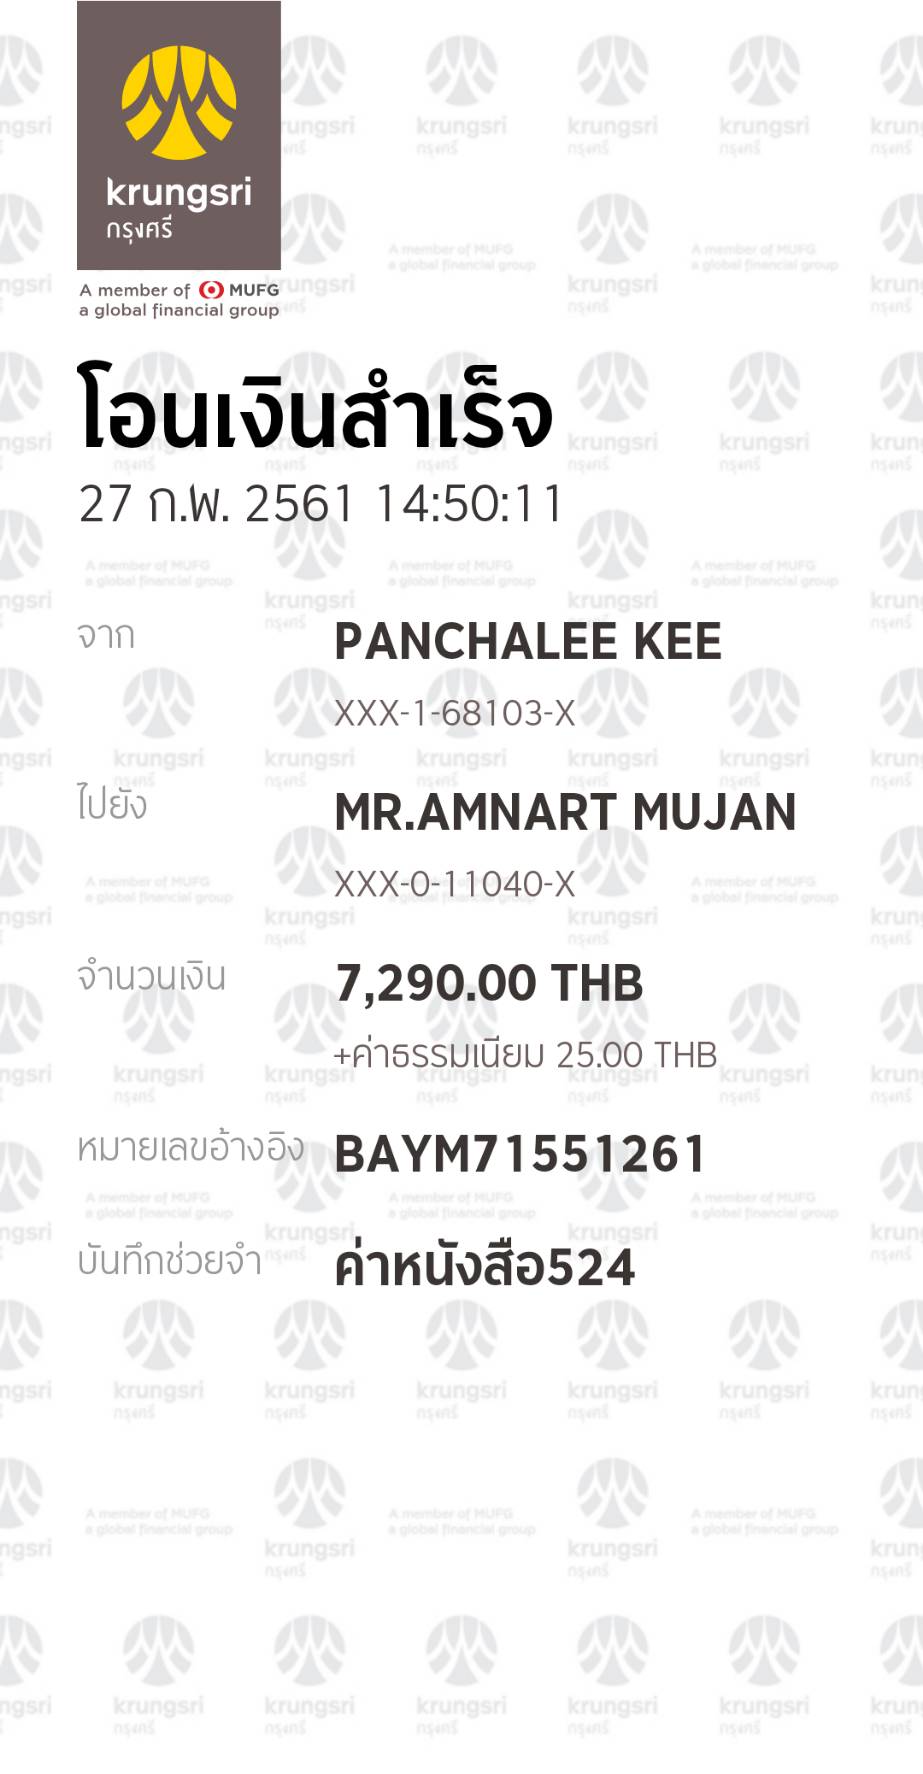 krungsri
กรุงศรี
A member of MUFG
a global financial group
โอนเงินสำเร็จ
27 ก.พ. 2561 14:50:11
จาก
PANCHALEE KEE
XXX-1-68103-X
ไปยัง
MR.AMNART MUJAN
XXX-0-11040-X
จำนวนเงิน
7,290.00 THB
+ค่าธรรมเนียม 25.00 THB
หมายเลขอ้างอิง
BAYM71551261
บันทึกช่วยจำ
ค่าหนังสือ524